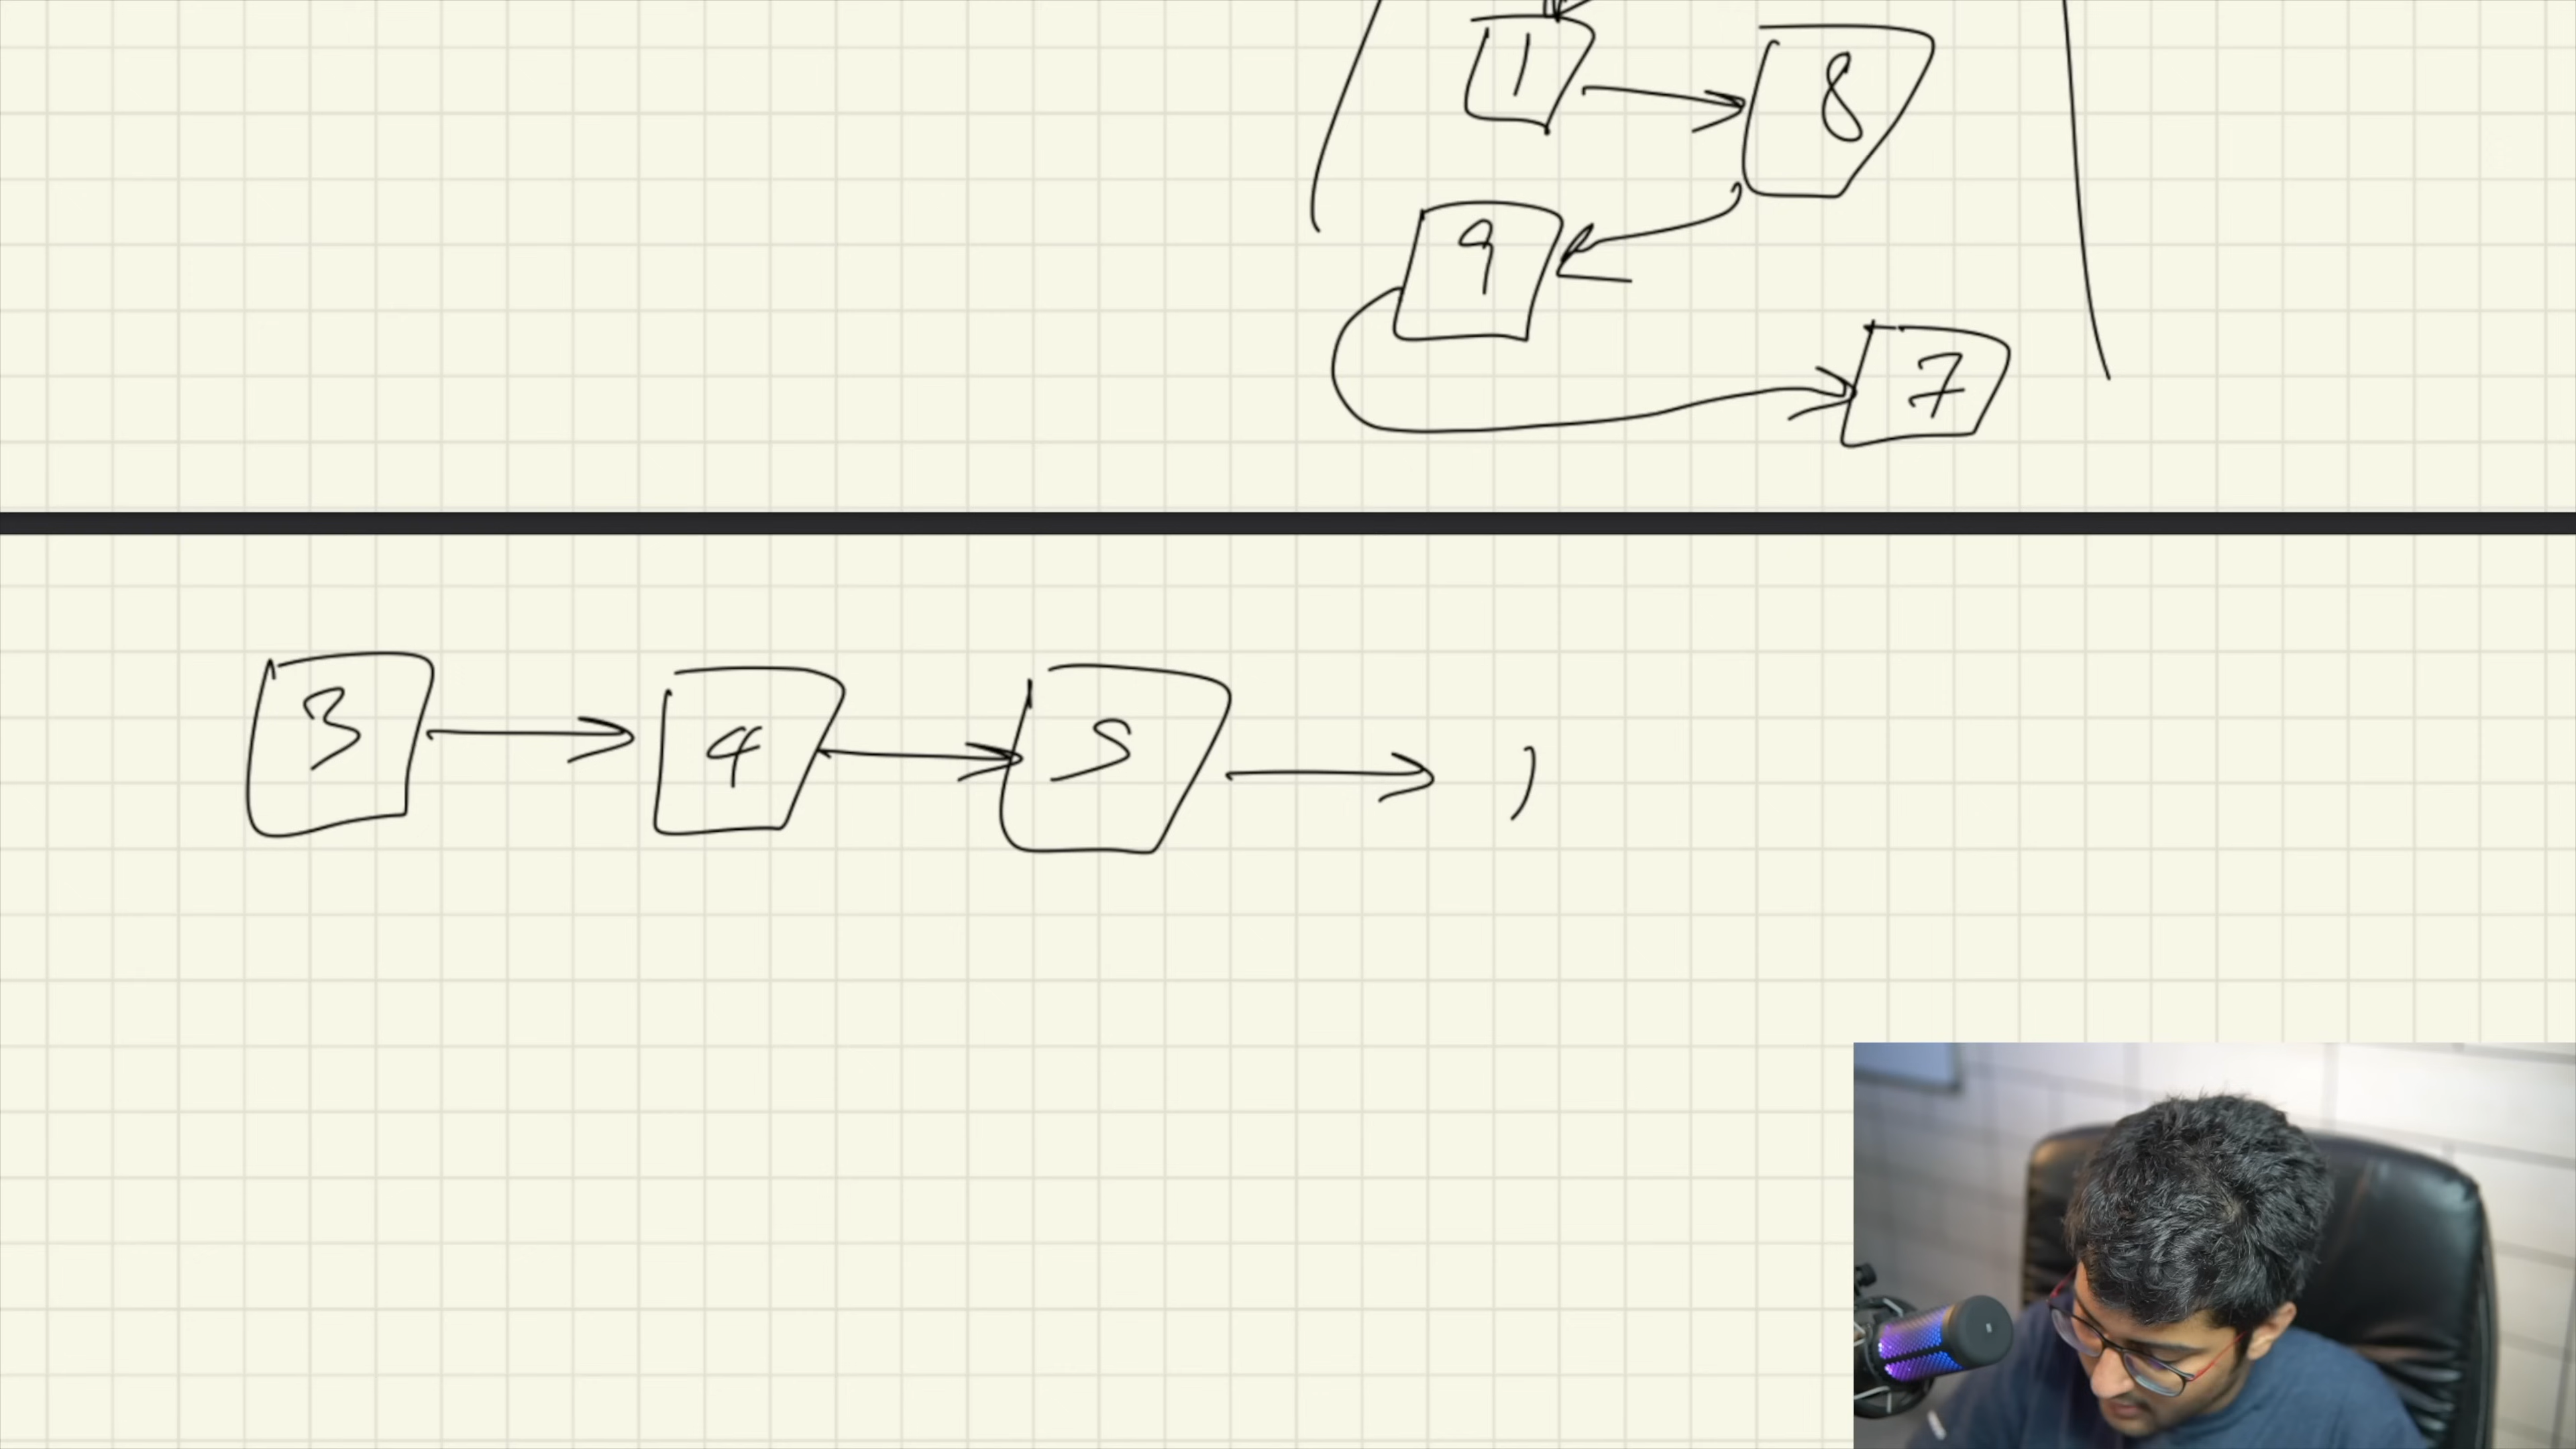 1 → 8
9
7
3 → 4 → 5 → )